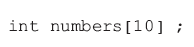 int numbers[10] ;